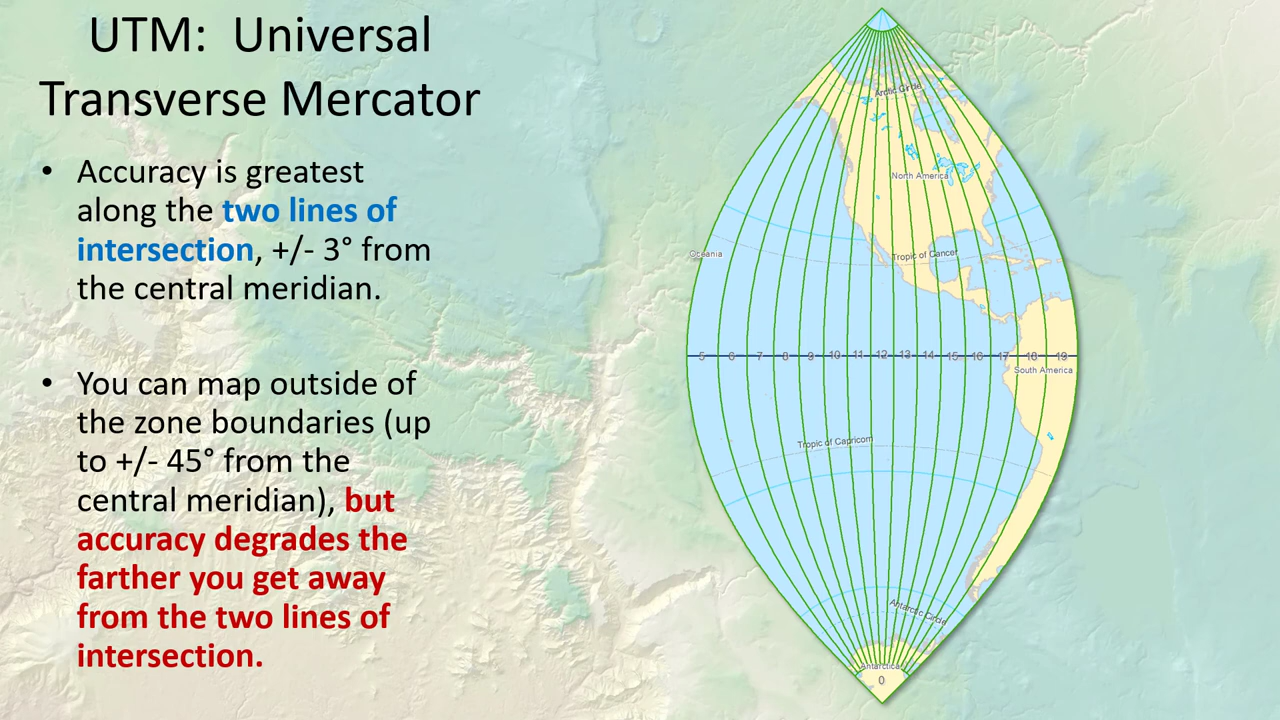 UTM:  Universal
Transverse Mercator
• Accuracy is greatest
along the two lines of
intersection, +/- 3° from
the central meridian.
• You can map outside of
the zone boundaries (up
to +/- 45° from the
central meridian), but
accuracy degrades the
farther you get away
from the two lines of
intersection.
Arctic Circle
North America
Oceania
Tropic of Cancer
5 6 7 8 9 10 11 12 13 14 15 16 17 18 19
South America
Tropic of Capricorn
Antarctic Circle
Antarctica
0